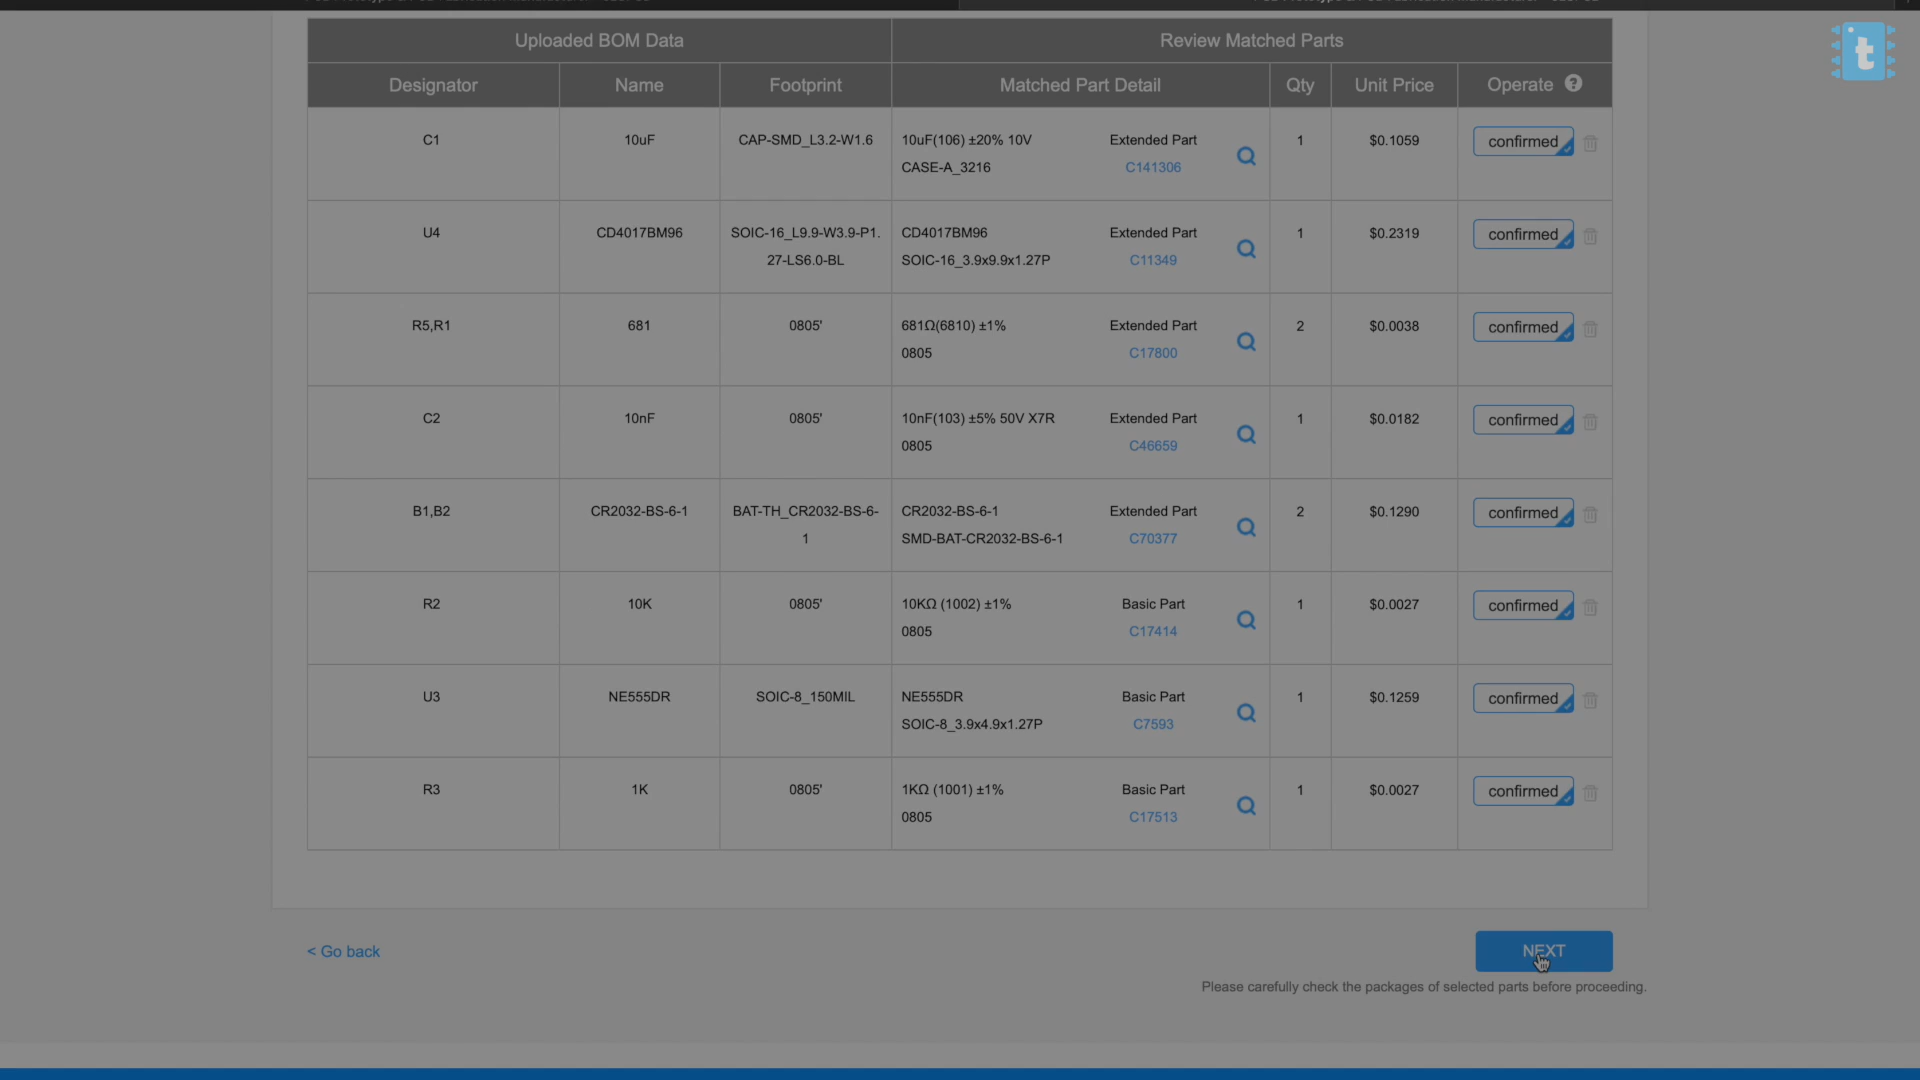 Uploaded BOM Data Review Matched Parts
Designator Name Footprint Matched Part Detail Qty Unit Price Operate ?
C1 10uF CAP-SMD_L3.2-W1.6 10uF(106) ±20% 10V Extended Part 1 $0.1059 confirmed
CASE-A_3216 C141306
U4 CD4017BM96 SOIC-16_L9.9-W3.9-P1. CD4017BM96 Extended Part 1 $0.2319 confirmed
27-LS6.0-BL SOIC-16_3.9x9.9x1.27P C11349
R5,R1 681 0805' 681Ω(6810) ±1% Extended Part 2 $0.0038 confirmed
0805 C17800
C2 10nF 0805' 10nF(103) ±5% 50V X7R Extended Part 1 $0.0182 confirmed
0805 C46659
B1,B2 CR2032-BS-6-1 BAT-TH_CR2032-BS-6- CR2032-BS-6-1 Extended Part 2 $0.1290 confirmed
1 SMD-BAT-CR2032-BS-6-1 C70377
R2 10K 0805' 10KΩ (1002) ±1% Basic Part 1 $0.0027 confirmed
0805 C17414
U3 NE555DR SOIC-8_150MIL NE555DR Basic Part 1 $0.1259 confirmed
SOIC-8_3.9x4.9x1.27P C7593
R3 1K 0805' 1KΩ (1001) ±1% Basic Part 1 $0.0027 confirmed
0805 C17513
< Go back NEXT
Please carefully check the packages of selected parts before proceeding.
t